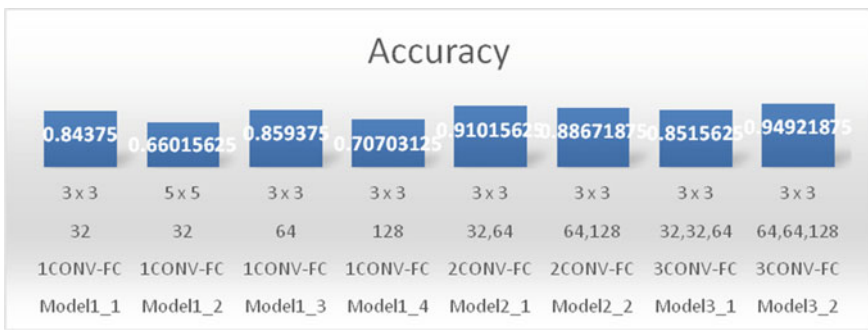 Accuracy
0.84375 0.66015625 0.859375 0.70703125 0.91015625 0.88671875 0.8515625 0.94921875
3 x 3 5 x 5 3 x 3 3 x 3 3 x 3 3 x 3 3 x 3 3 x 3
32 32 64 128 32,64 64,128 32,32,64 64,64,128
1CONV-FC 1CONV-FC 1CONV-FC 1CONV-FC 2CONV-FC 2CONV-FC 3CONV-FC 3CONV-FC
Model1_1 Model1_2 Model1_3 Model1_4 Model2_1 Model2_2 Model3_1 Model3_2